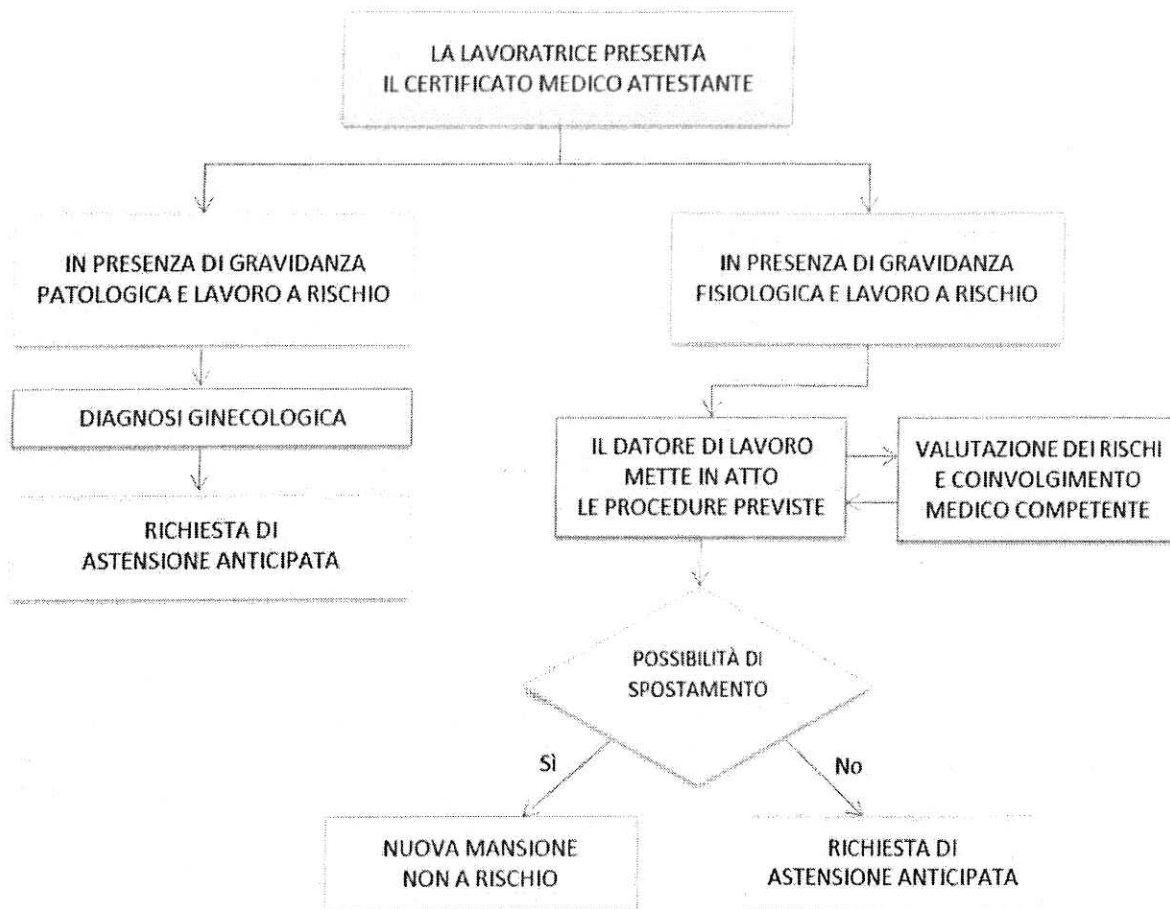 LA LAVORATRICE PRESENTA
IL CERTIFICATO MEDICO ATTESTANTE
IN PRESENZA DI GRAVIDANZA
PATOLOGICA E LAVORO A RISCHIO
IN PRESENZA DI GRAVIDANZA
FISIOLOGICA E LAVORO A RISCHIO
DIAGNOSI GINECOLOGICA
IL DATORE DI LAVORO
METTE IN ATTO
LE PROCEDURE PREVISTE
VALUTAZIONE DEI RISCHI
E COINVOLGIMENTO
MEDICO COMPETENTE
RICHIESTA DI
ASTENSIONE ANTICIPATA
POSSIBILITÀ DI
SPOSTAMENTO
Sì
No
NUOVA MANSIONE
NON A RISCHIO
RICHIESTA DI
ASTENSIONE ANTICIPATA